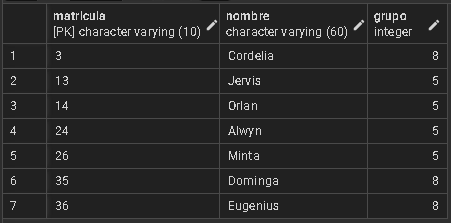 matricula nombre grupo
[PK] character varying (10) character varying (60) integer
1 3 Cordelia 8
2 13 Jervis 5
3 14 Orlan 5
4 24 Alwyn 5
5 26 Minta 5
6 35 Dominga 8
7 36 Eugenius 8